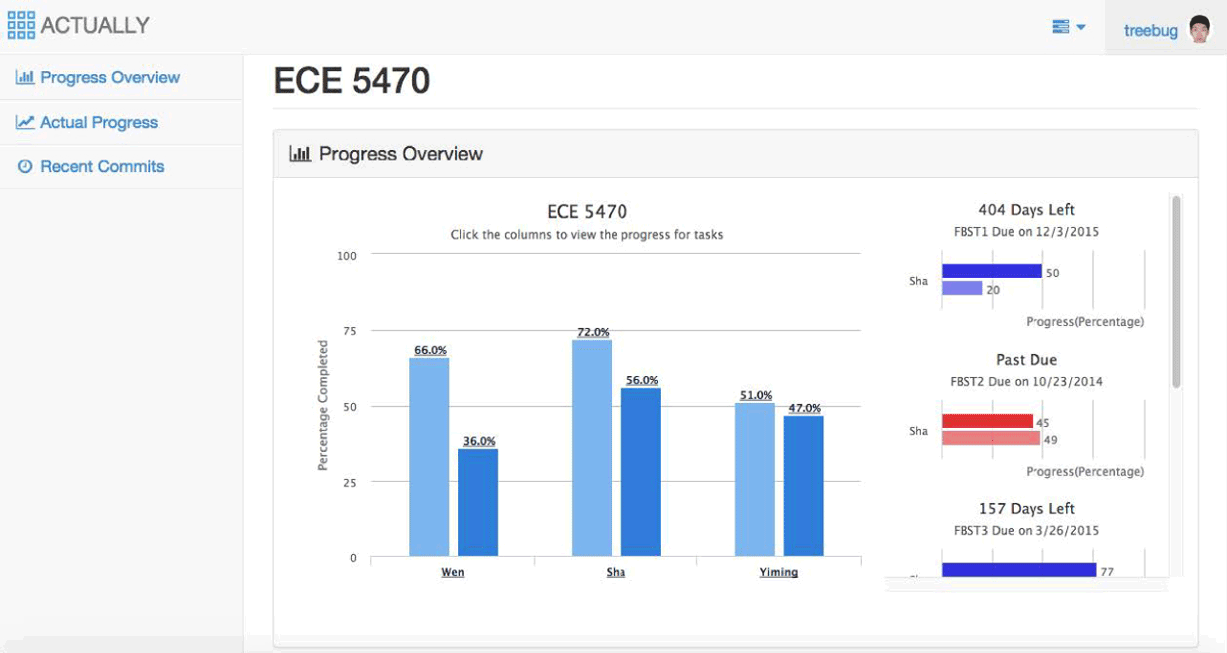 ACTUALLY
treebug
Progress Overview
Actual Progress
Recent Commits
ECE 5470
Progress Overview
ECE 5470
Click the columns to view the progress for tasks
Percentage Completed
100
75
50
25
0
66.0%
36.0%
72.0%
56.0%
51.0%
47.0%
Wen
Sha
Yiming
404 Days Left
FBST1 Due on 12/3/2015
Sha
50
20
Progress(Percentage)
Past Due
FBST2 Due on 10/23/2014
Sha
45
49
Progress(Percentage)
157 Days Left
FBST3 Due on 3/26/2015
77